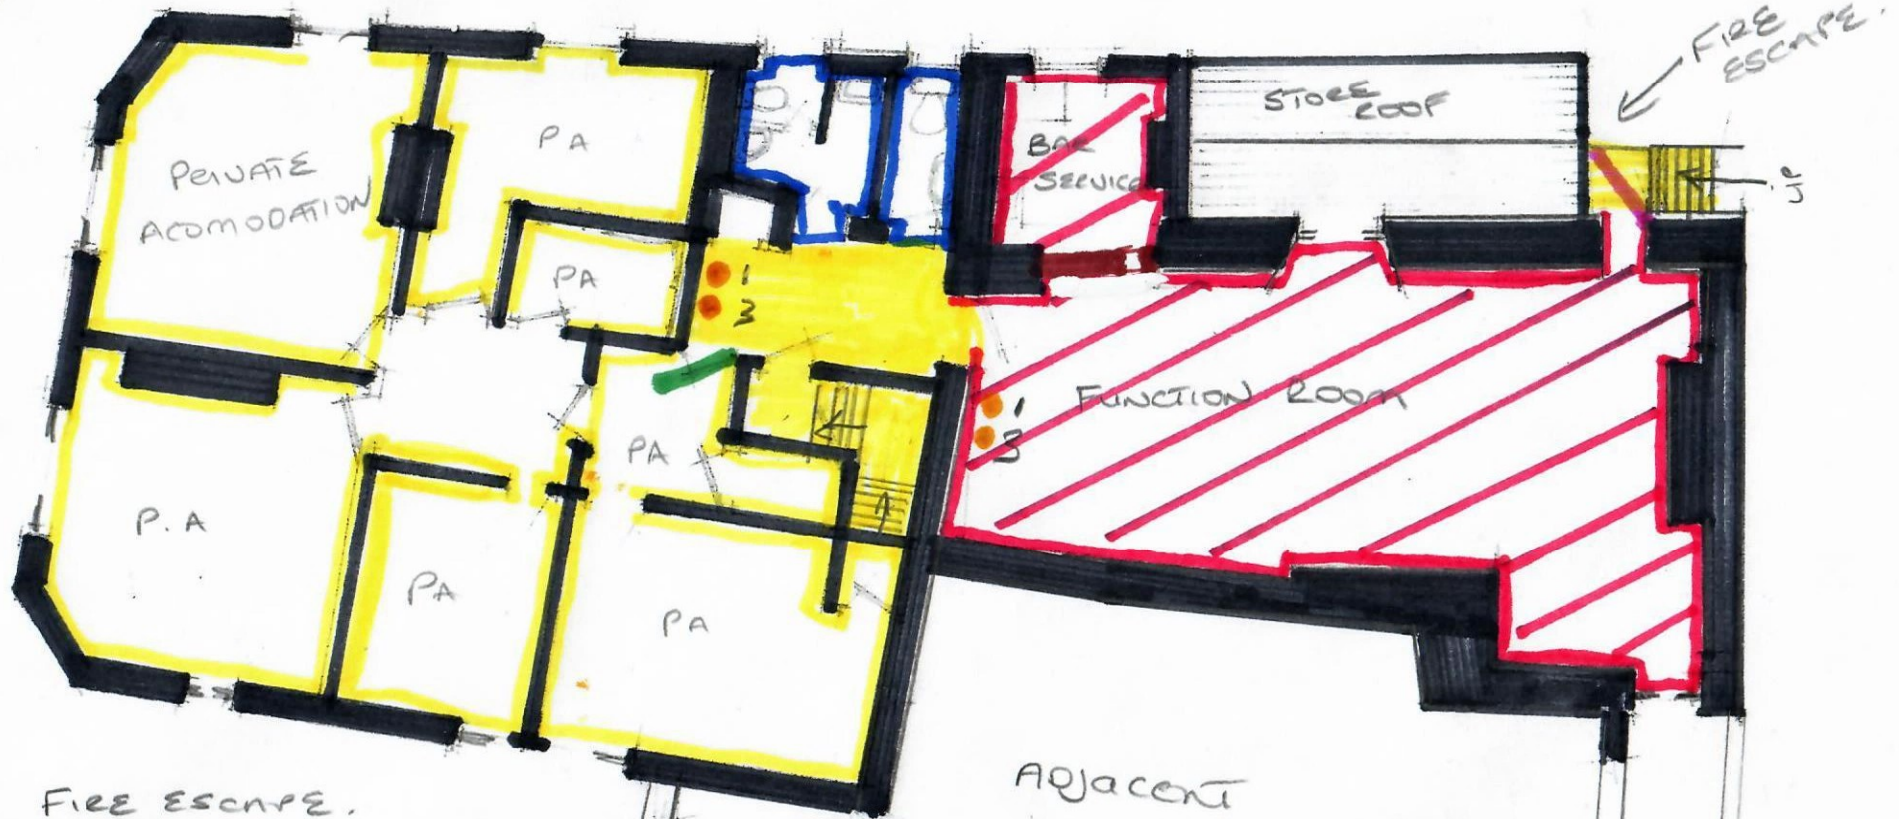 FIRE
ESCAPE.
STORE
ROOF
PA
BAR
SERVICE
PRIVATE
ACOMODATION
UP
PA
1
3
FUNCTION ROOM
1
3
PA
P.A
PA
PA
ADJACENT
FIRE ESCAPE.